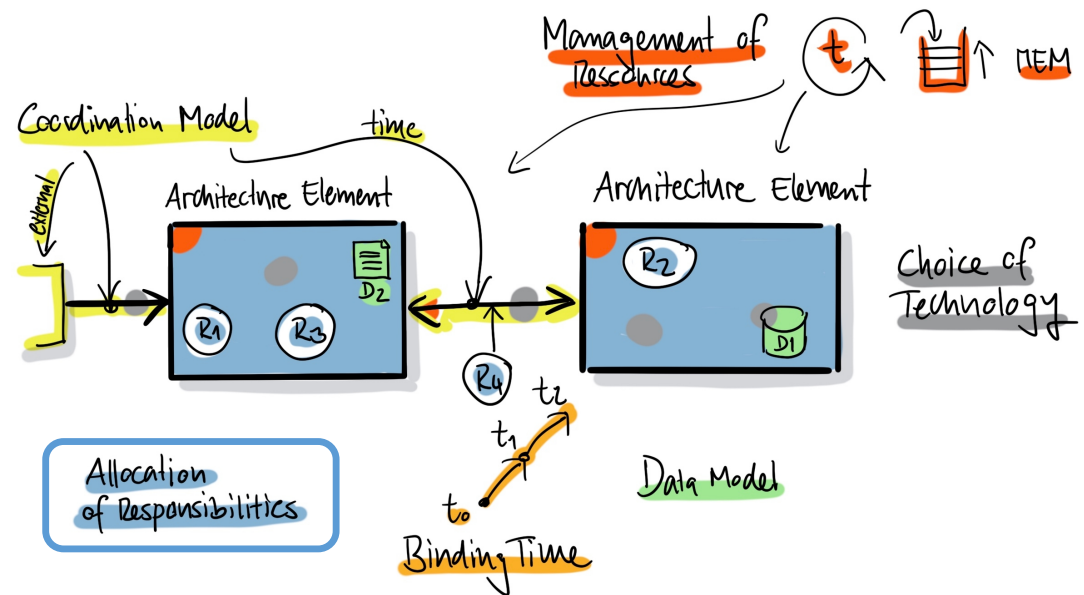 Management of
Resources
t
MEM
Coordination Model
time
external
Architecture Element
Architecture Element
D2
R2
R1
R3
R4
D1
Choice of
Technology
t2
t1
t0
Allocation
of Responsibilities
Data Model
Binding Time